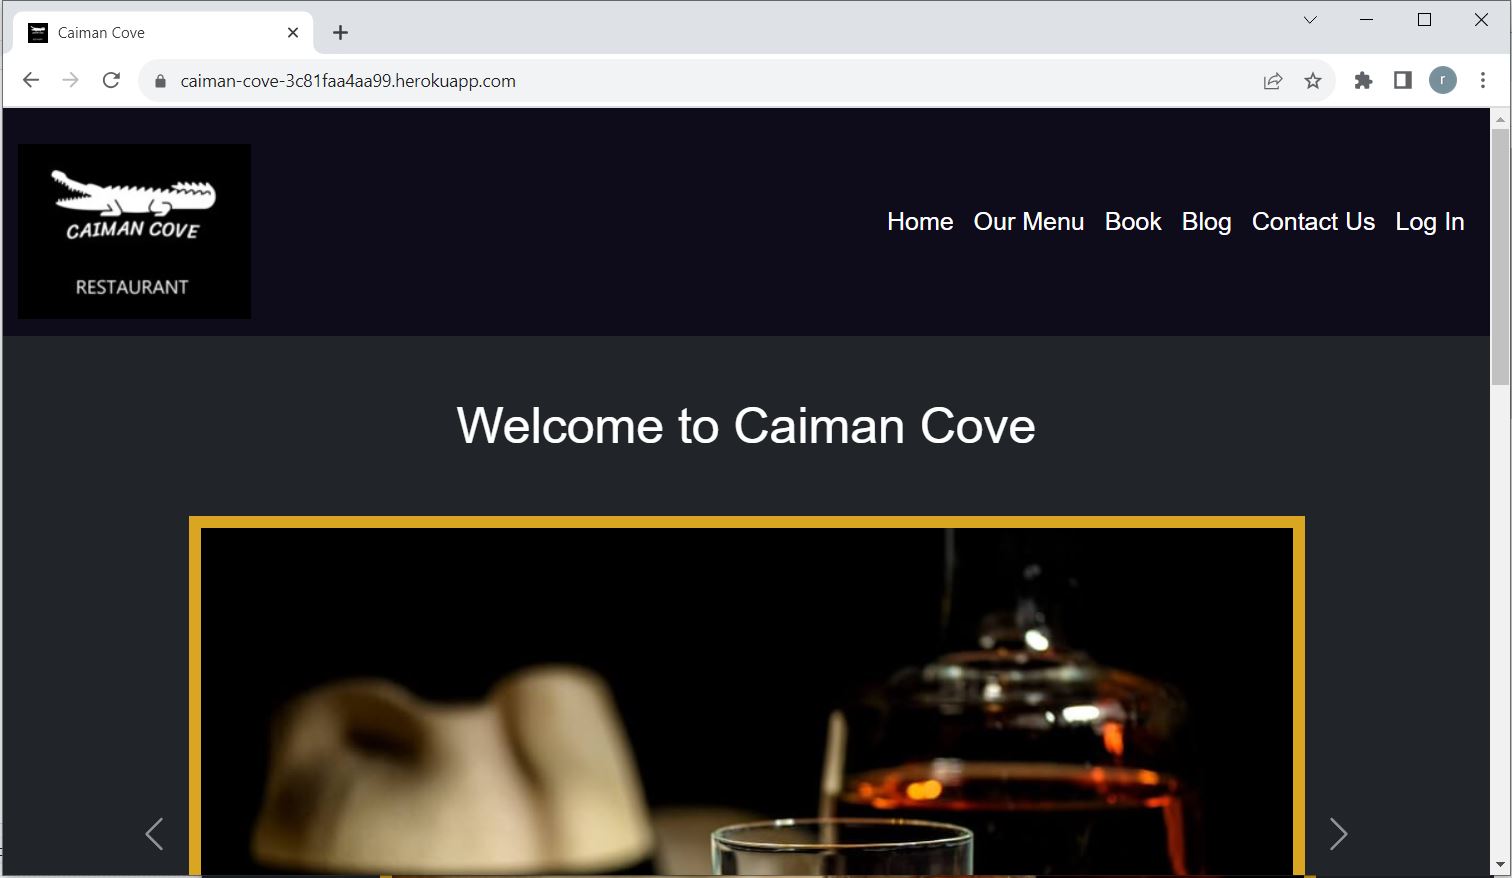 Caiman Cove
caiman-cove-3c81faa4aa99.herokuapp.com
r
CAIMAN COVE
RESTAURANT
Home Our Menu Book Blog Contact Us Log In
Welcome to Caiman Cove